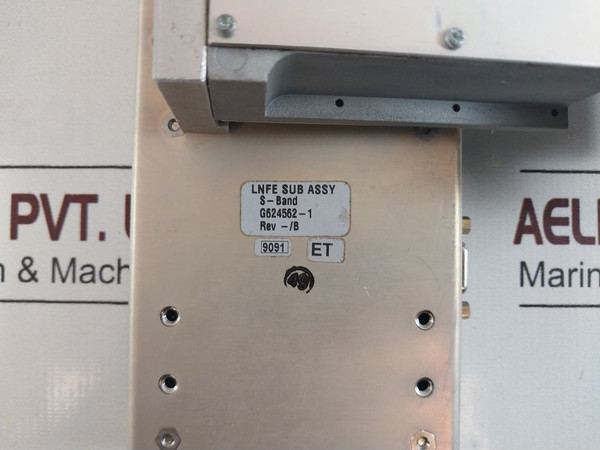 LNFE SUB ASSY
S-Band
G624562-1
Rev -/B
9091 ET
49
PVT.
& Mach
AEL
Marin